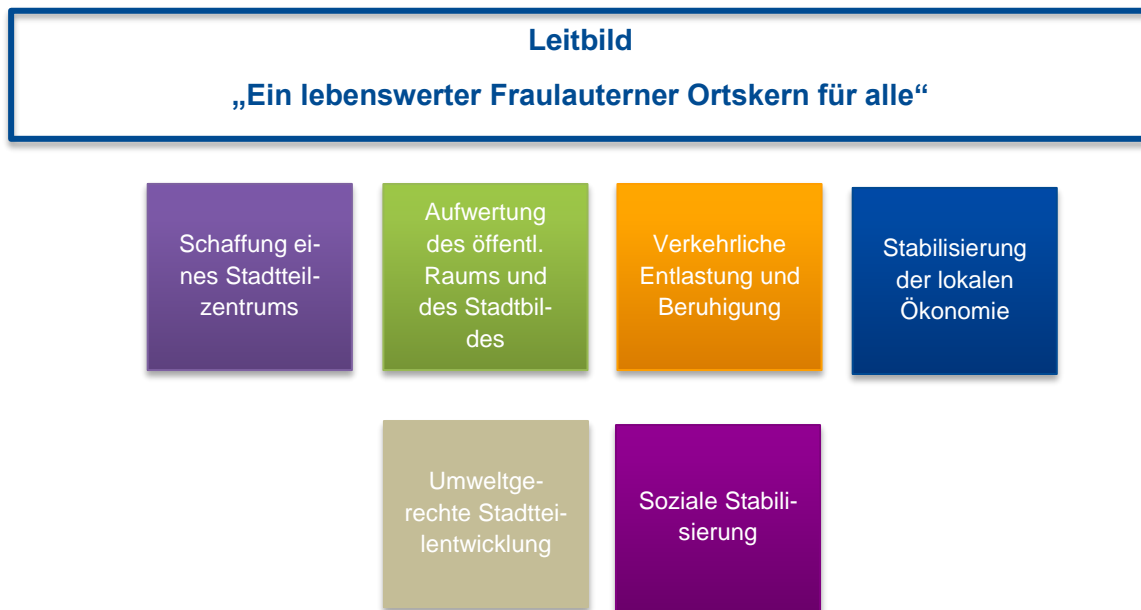 Leitbild
„Ein lebenswerter Fraulauterner Ortskern für alle“
Schaffung ei-
nes Stadtteil-
zentrums
Aufwertung
des öffentl.
Raums und
des Stadtbil-
des
Verkehrliche
Entlastung und
Beruhigung
Stabilisierung
der lokalen
Ökonomie
Umweltge-
rechte Stadttei-
lentwicklung
Soziale Stabili-
sierung